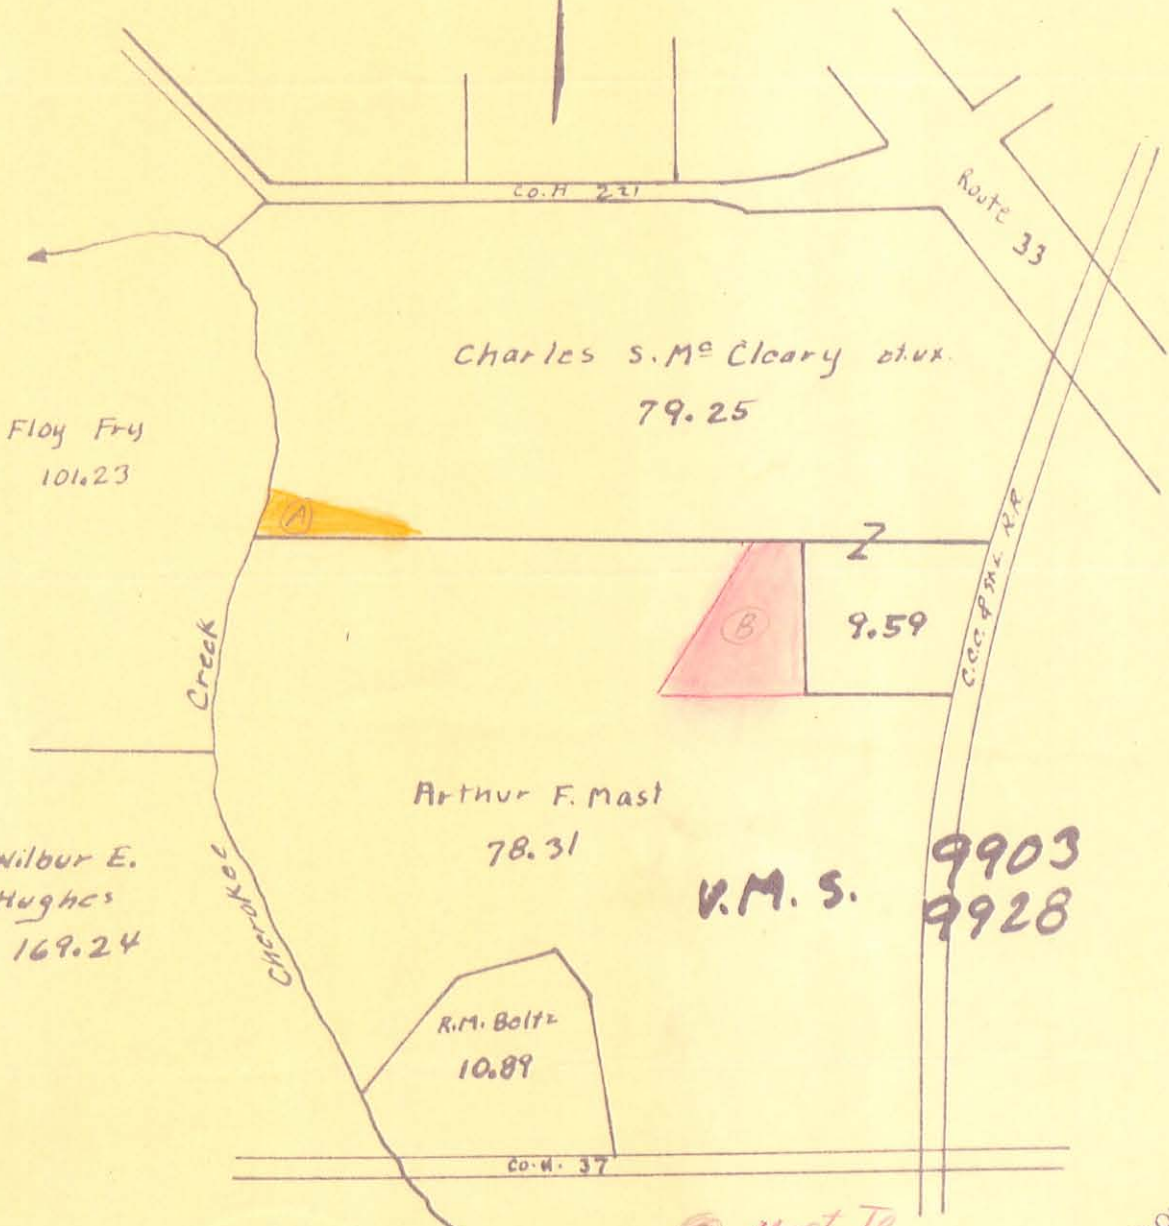 Co. H 221
Route 33
Charles S. Mc Cleary et.ux.
79.25
Floy Fry
101.23
A
Z
B
9.59
C.C.C. & St. L. R.R.
Creek
Arthur F. Mast
78.31
Wilbur E.
Hughes
169.24
Cherokee
V.M.S.
9903
9928
R.M. Boltz
10.89
Co. H. 37